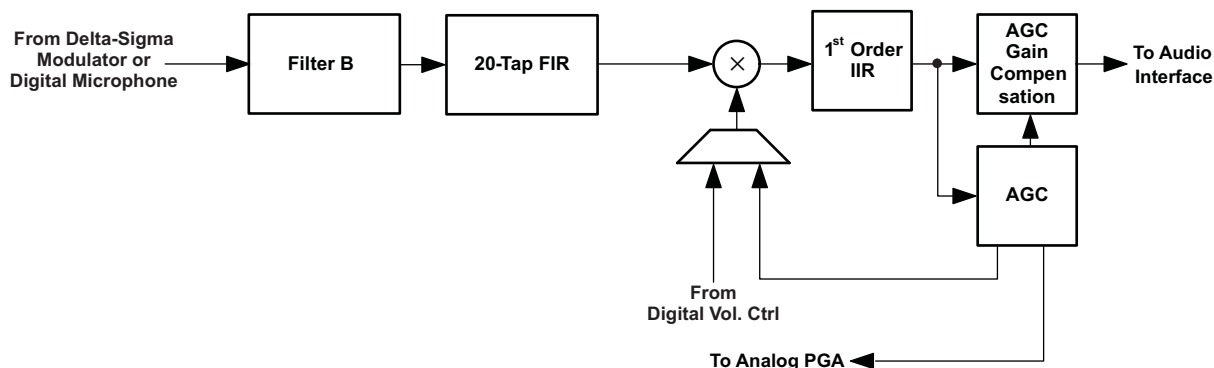 From Delta-Sigma
Modulator or
Digital Microphone
Filter B
20-Tap FIR
×
1st Order
IIR
AGC
Gain
Compen
sation
To Audio
Interface
AGC
From
Digital Vol. Ctrl
To Analog PGA